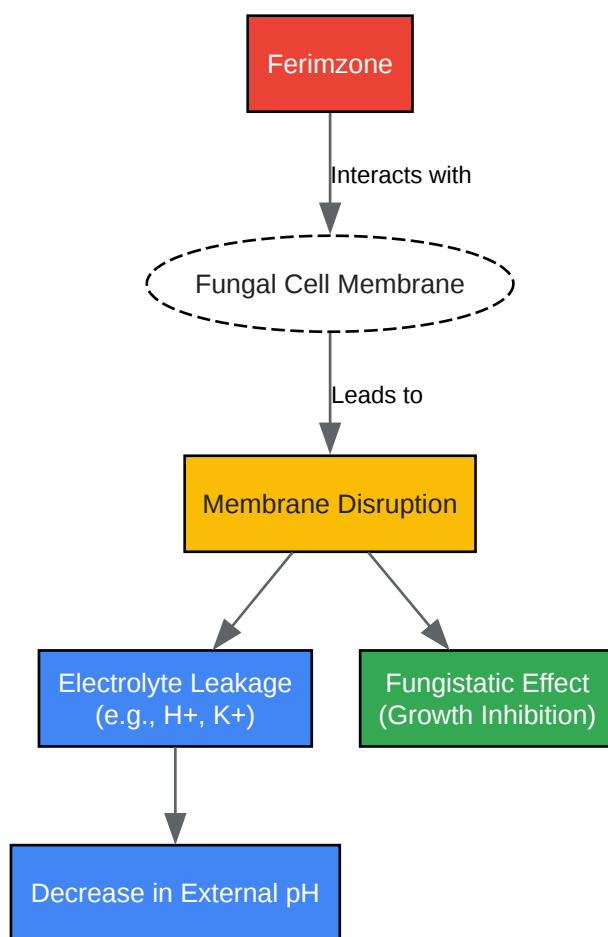 Ferimzone
Interacts with
Fungal Cell Membrane
Leads to
Membrane Disruption
Electrolyte Leakage
(e.g., H+, K+)
Fungistatic Effect
(Growth Inhibition)
Decrease in External pH